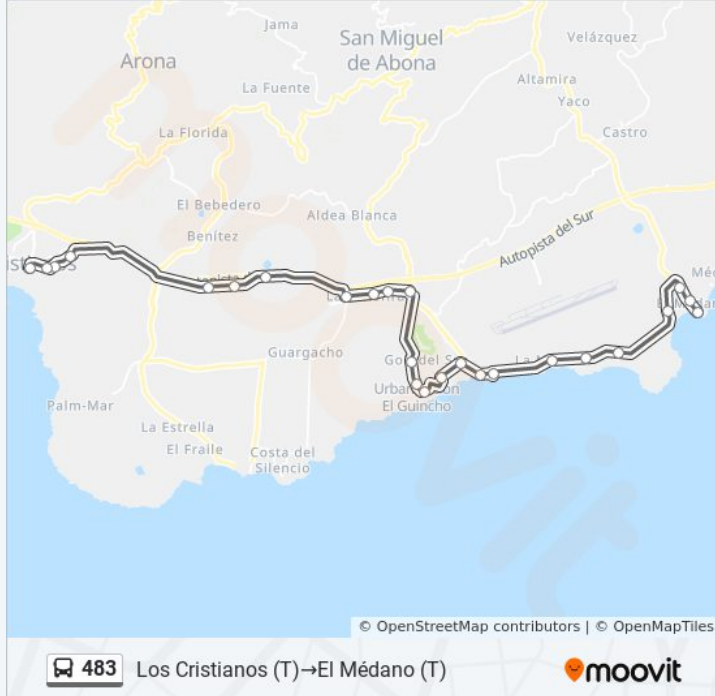 Jama
San Miguel
de Abona
Velázquez
Arona
La Fuente
Altamira
Yaco
La Florida
Castro
El Bebedero
Aldea Blanca
Benítez
Autopista del Sur
Guargacho
Urban
El Guincho
Palm-Mar
La Estrella
El Fraile
Costa del
Silencio
© OpenStreetMap contributors | © OpenMapTiles
483 Los Cristianos (T)→El Médano (T)
moovit